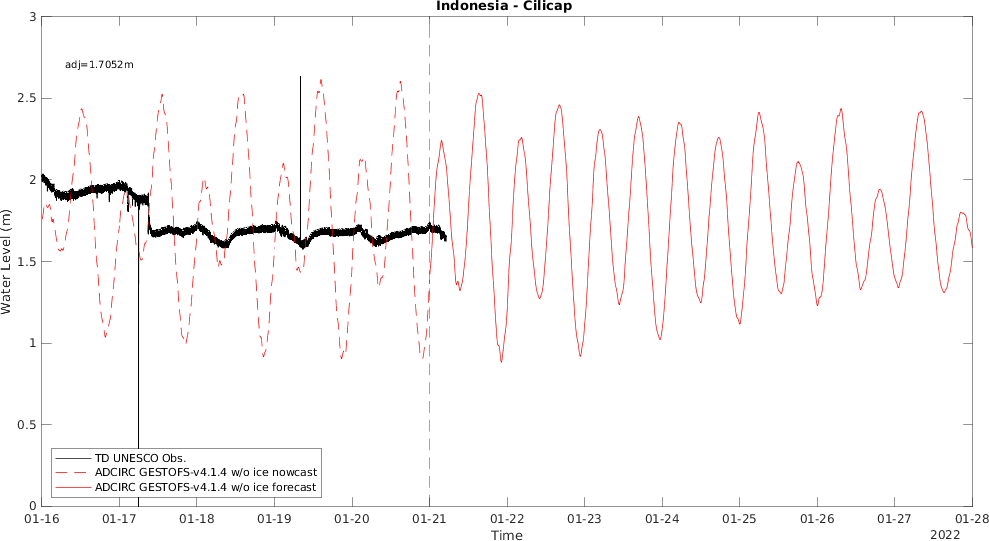 Indonesia - Cilicap
adj=1.7052m
3
2.5
2
1.5
1
0.5
0
Water Level (m)
TD UNESCO Obs.
ADCIRC GESTOFS-v4.1.4 w/o ice nowcast
ADCIRC GESTOFS-v4.1.4 w/o ice forecast
01-16 01-17 01-18 01-19 01-20 01-21 01-22 01-23 01-24 01-25 01-26 01-27 01-28
Time
2022